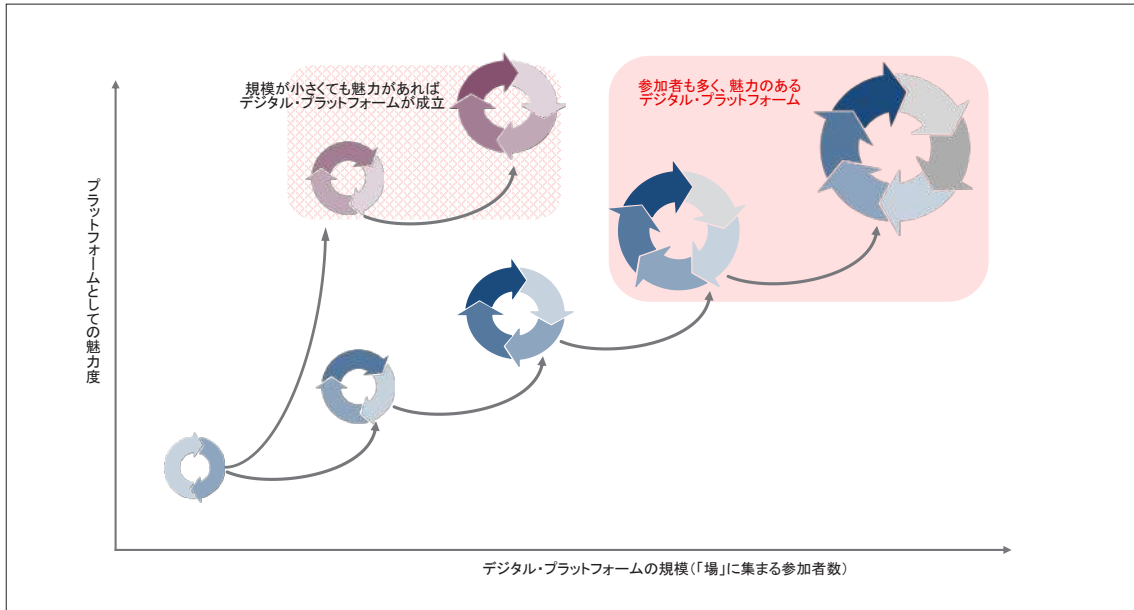 規模が小さくても魅力があれば
デジタル・プラットフォームが成立
参加者も多く、魅力のある
デジタル・プラットフォーム
プラットフォームとしての魅力度
デジタル・プラットフォームの規模(「場」に集まる参加者数)